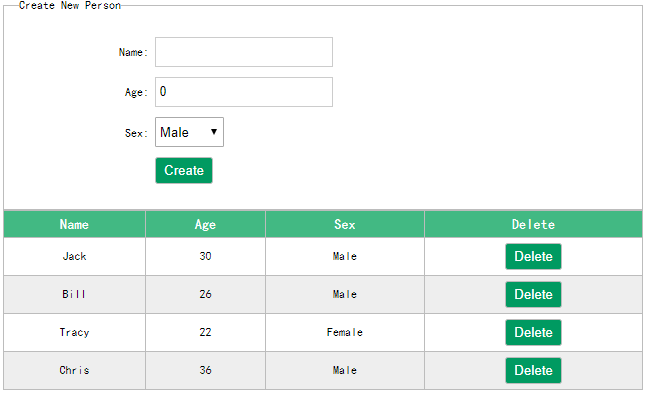 Create New Person
Name:
Age: 0
Sex: Male ▼
Create
Name Age Sex Delete
Jack 30 Male Delete
Bill 26 Male Delete
Tracy 22 Female Delete
Chris 36 Male Delete